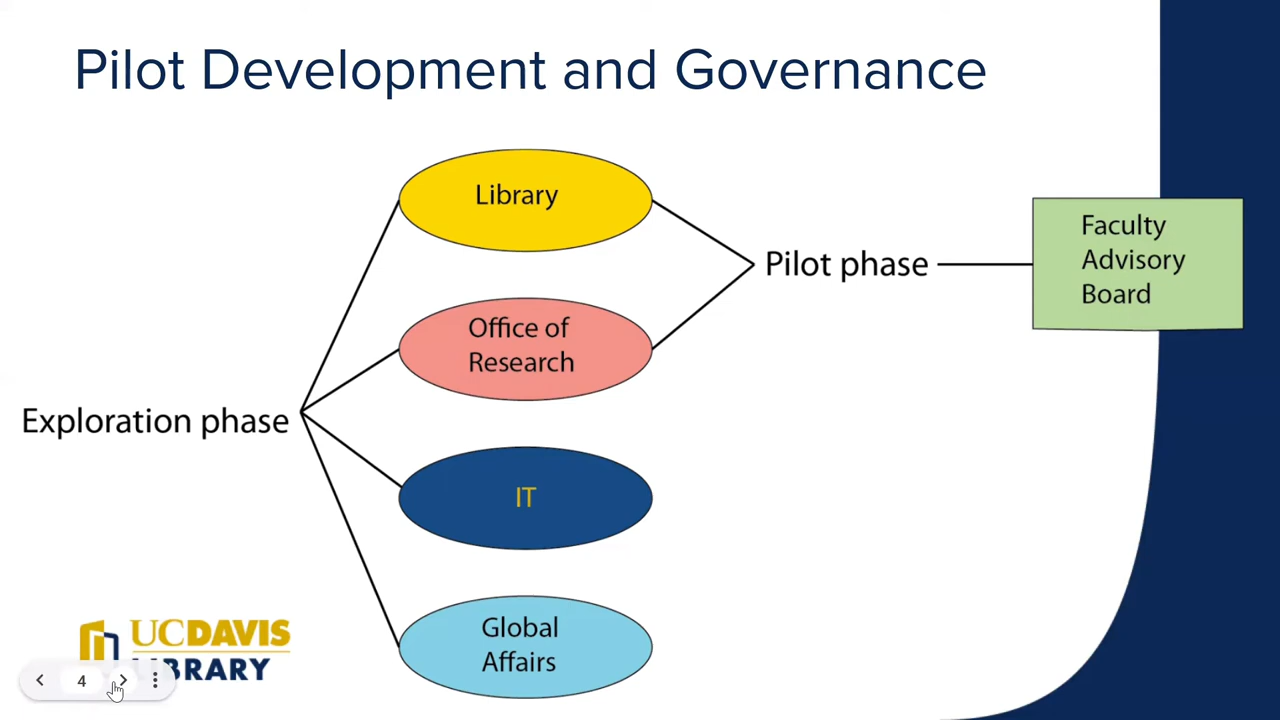 Pilot Development and Governance
Library
Pilot phase
Faculty
Advisory
Board
Office of
Research
Exploration phase
IT
Global
Affairs
UCDAVIS
LIBRARY
4